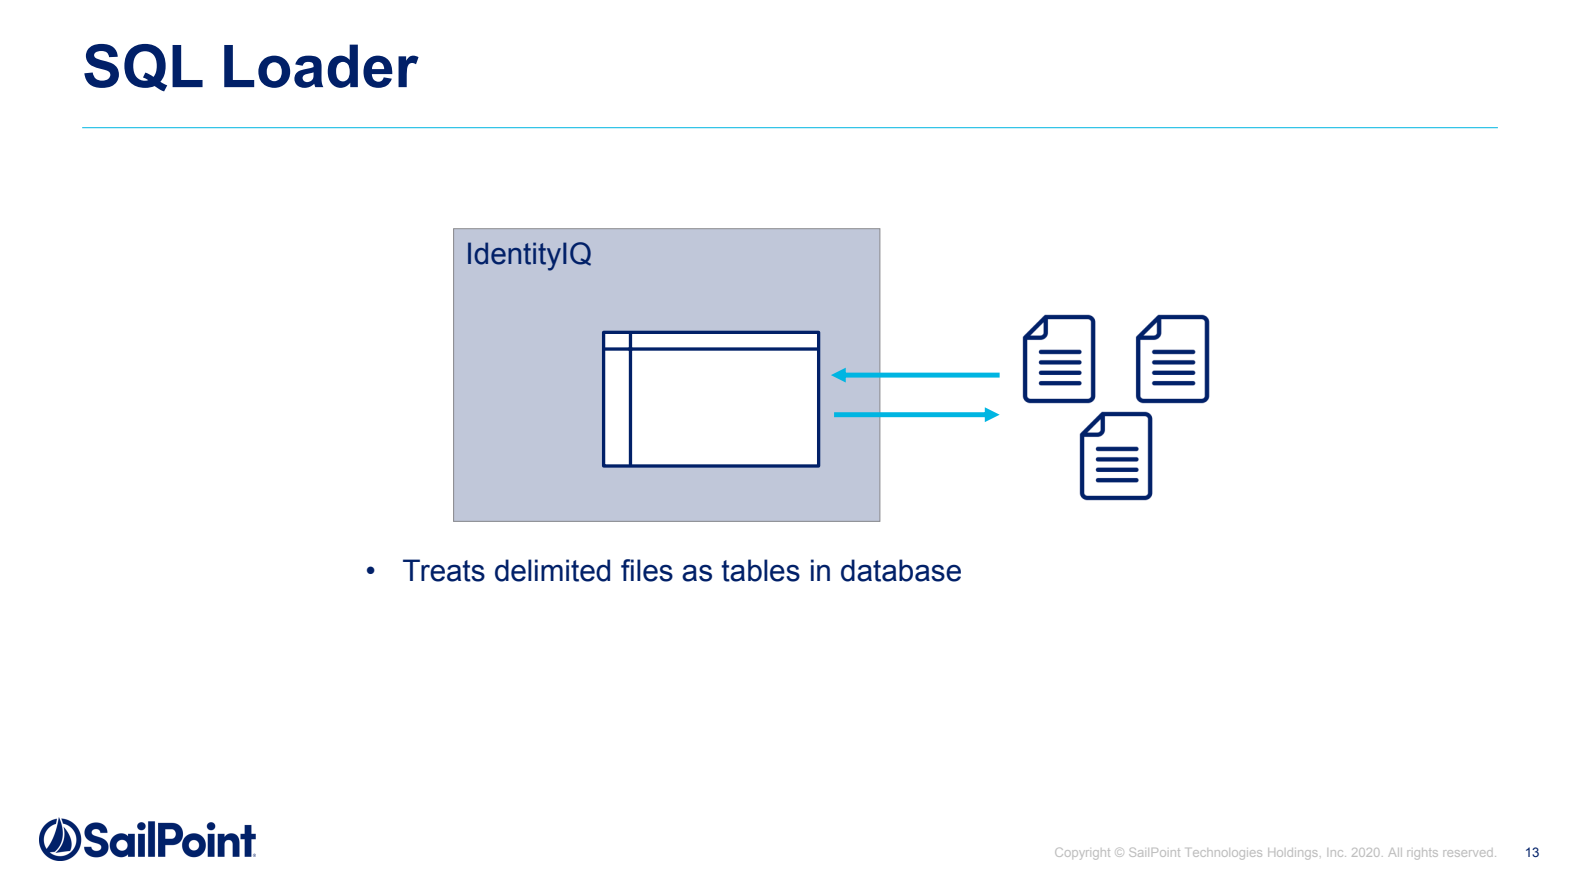 SQL Loader
IdentityIQ
• Treats delimited files as tables in database
SailPoint
Copyright © SailPoint Technologies Holdings, Inc. 2020. All rights reserved. 13